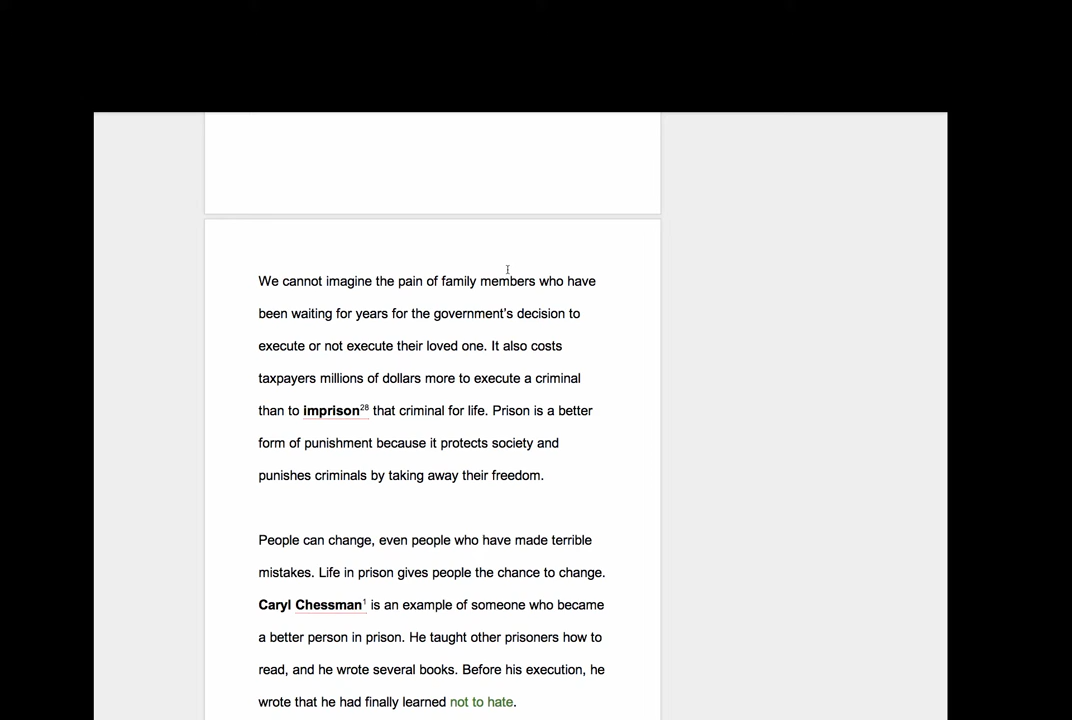 We cannot imagine the pain of family members who have
been waiting for years for the government's decision to
execute or not execute their loved one. It also costs
taxpayers millions of dollars more to execute a criminal
than to imprison28 that criminal for life. Prison is a better
form of punishment because it protects society and
punishes criminals by taking away their freedom.
People can change, even people who have made terrible
mistakes. Life in prison gives people the chance to change.
Caryl Chessman1 is an example of someone who became
a better person in prison. He taught other prisoners how to
read, and he wrote several books. Before his execution, he
wrote that he had finally learned not to hate.